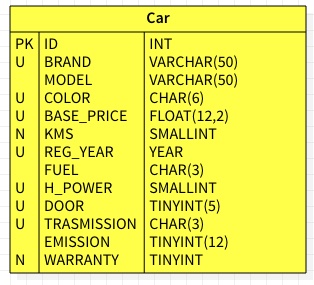 Car
PK ID INT
U BRAND VARCHAR(50)
MODEL VARCHAR(50)
U COLOR CHAR(6)
U BASE_PRICE FLOAT(12,2)
N KMS SMALLINT
U REG_YEAR YEAR
FUEL CHAR(3)
U H_POWER SMALLINT
U DOOR TINYINT(5)
U TRASMISSION CHAR(3)
EMISSION TINYINT(12)
N WARRANTY TINYINT